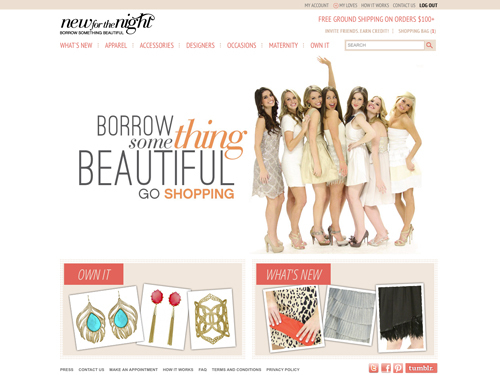 MY ACCOUNT MY LOVES HOW IT WORKS CONTACT US LOG OUT
new for the night
BORROW SOMETHING BEAUTIFUL
FREE GROUND SHIPPING ON ORDERS $100+
INVITE FRIENDS, EARN CREDIT! SHOPPING BAG
WHAT'S NEW APPAREL ACCESSORIES DESIGNERS OCCASIONS MATERNITY OWN IT
SEARCH
BORROW
something
BEAUTIFUL
GO SHOPPING
OWN IT
WHAT'S NEW
PRESS CONTACT US MAKE AN APPOINTMENT HOW IT WORKS FAQ TERMS AND CONDITIONS PRIVACY POLICY
tumblr.